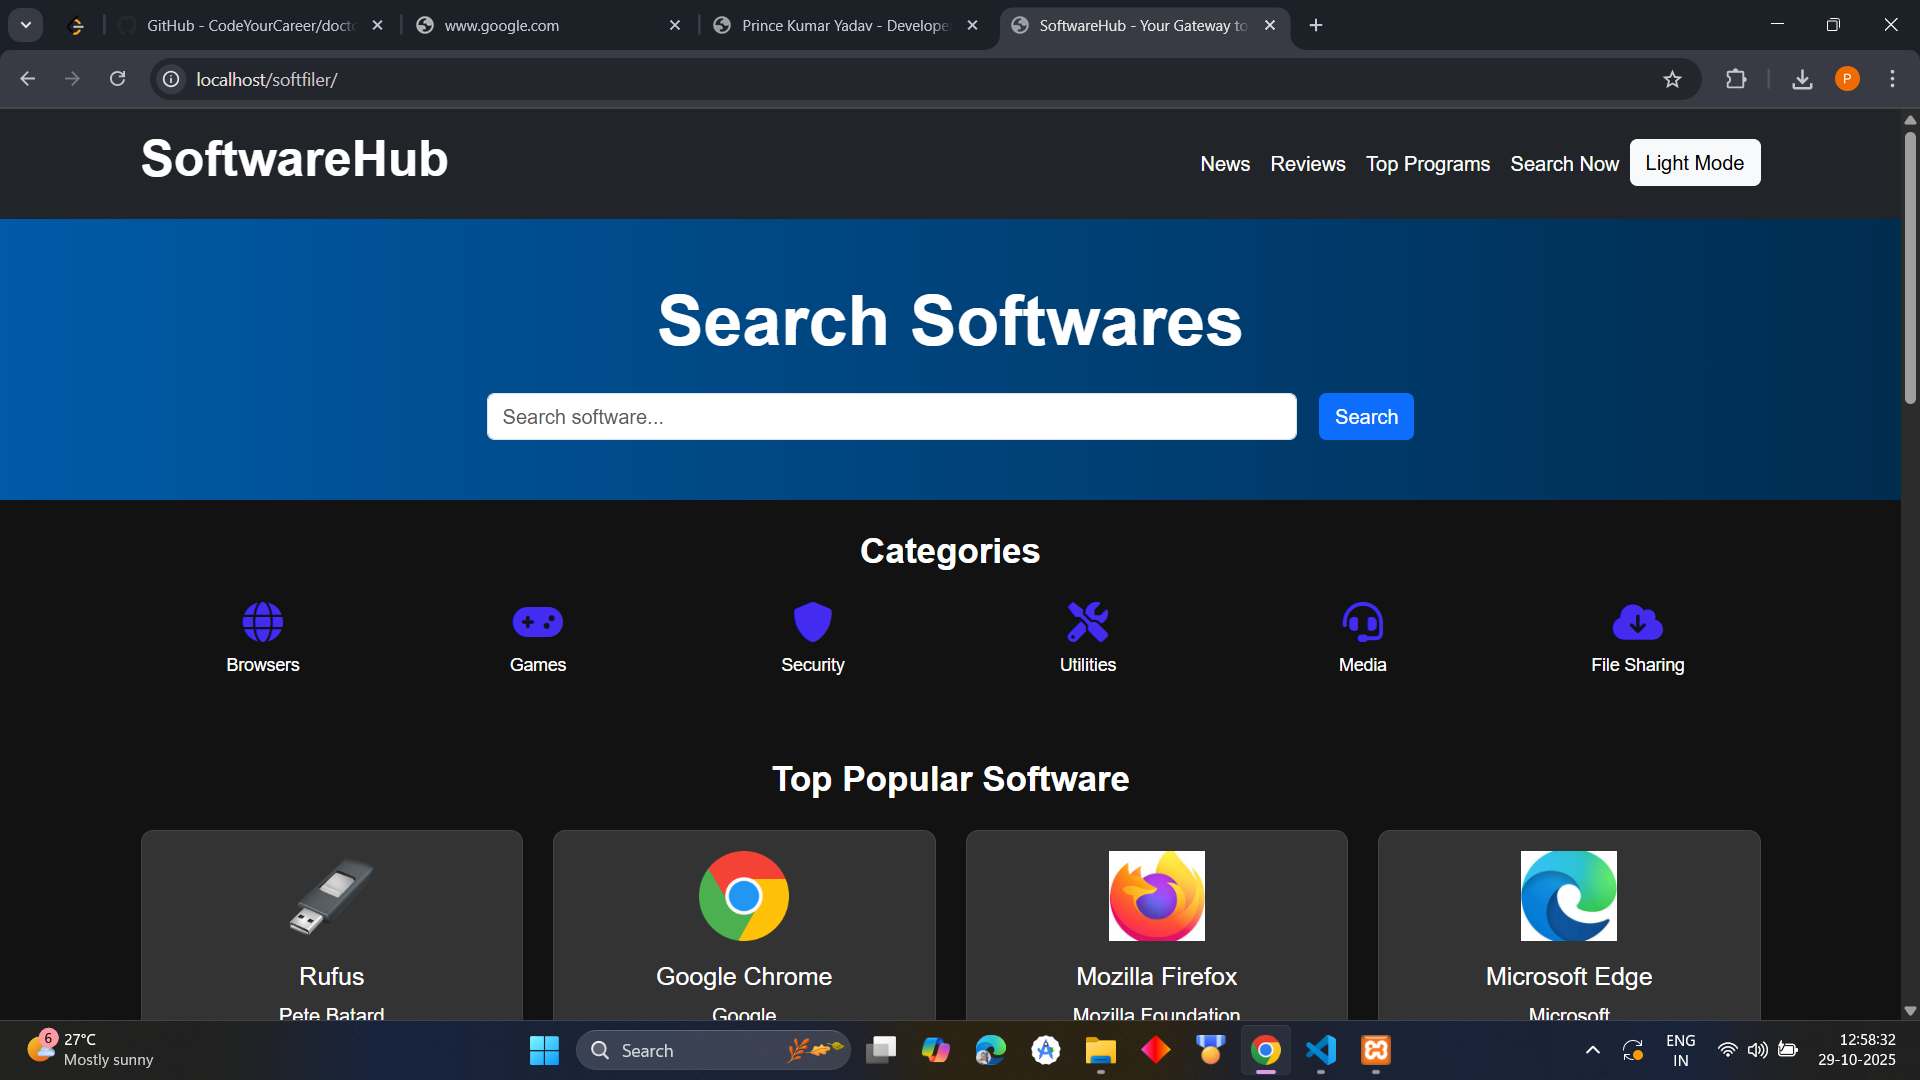 GitHub - CodeYourCareer/docto
www.google.com
Prince Kumar Yadav - Develope
SoftwareHub - Your Gateway to
localhost/softfiler/
P
SoftwareHub
News Reviews Top Programs Search Now Light Mode
Search Softwares
Search software... Search
Categories
Browsers Games Security Utilities Media File Sharing
Top Popular Software
Rufus Google Chrome Mozilla Firefox Microsoft Edge
Pete Batard Google Mozilla Foundation Microsoft
6
27°C
Mostly sunny
Search
ENG
IN
12:58:32
29-10-2025